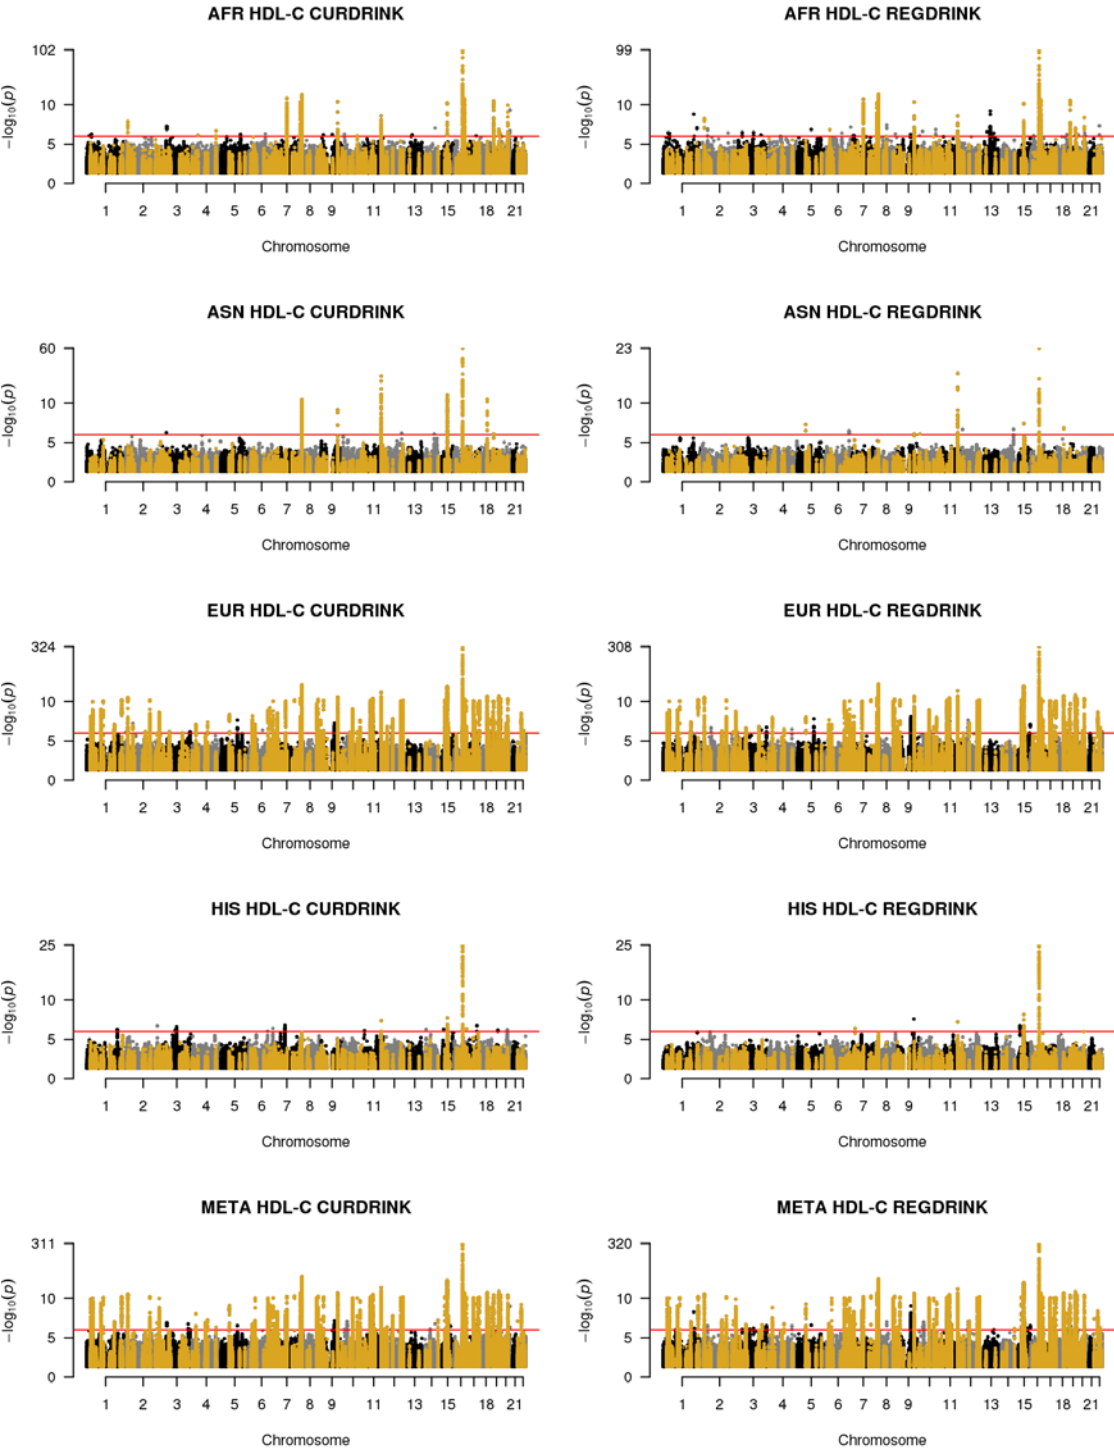 AFR HDL-C CURDRINK
102
10
5
0
−log10(p)
1 2 3 4 5 6 7 8 9 11 13 15 18 21
Chromosome
AFR HDL-C REGDRINK
99
10
5
0
−log10(p)
1 2 3 4 5 6 7 8 9 11 13 15 18 21
Chromosome
ASN HDL-C CURDRINK
60
10
5
0
−log10(p)
1 2 3 4 5 6 7 8 9 11 13 15 18 21
Chromosome
ASN HDL-C REGDRINK
23
10
5
0
−log10(p)
1 2 3 4 5 6 7 8 9 11 13 15 18 21
Chromosome
EUR HDL-C CURDRINK
324
10
5
0
−log10(p)
1 2 3 4 5 6 7 8 9 11 13 15 18 21
Chromosome
EUR HDL-C REGDRINK
308
10
5
0
−log10(p)
1 2 3 4 5 6 7 8 9 11 13 15 18 21
Chromosome
HIS HDL-C CURDRINK
25
10
5
0
−log10(p)
1 2 3 4 5 6 7 8 9 11 13 15 18 21
Chromosome
HIS HDL-C REGDRINK
25
10
5
0
−log10(p)
1 2 3 4 5 6 7 8 9 11 13 15 18 21
Chromosome
META HDL-C CURDRINK
311
10
5
0
−log10(p)
1 2 3 4 5 6 7 8 9 11 13 15 18 21
Chromosome
META HDL-C REGDRINK
320
10
5
0
−log10(p)
1 2 3 4 5 6 7 8 9 11 13 15 18 21
Chromosome